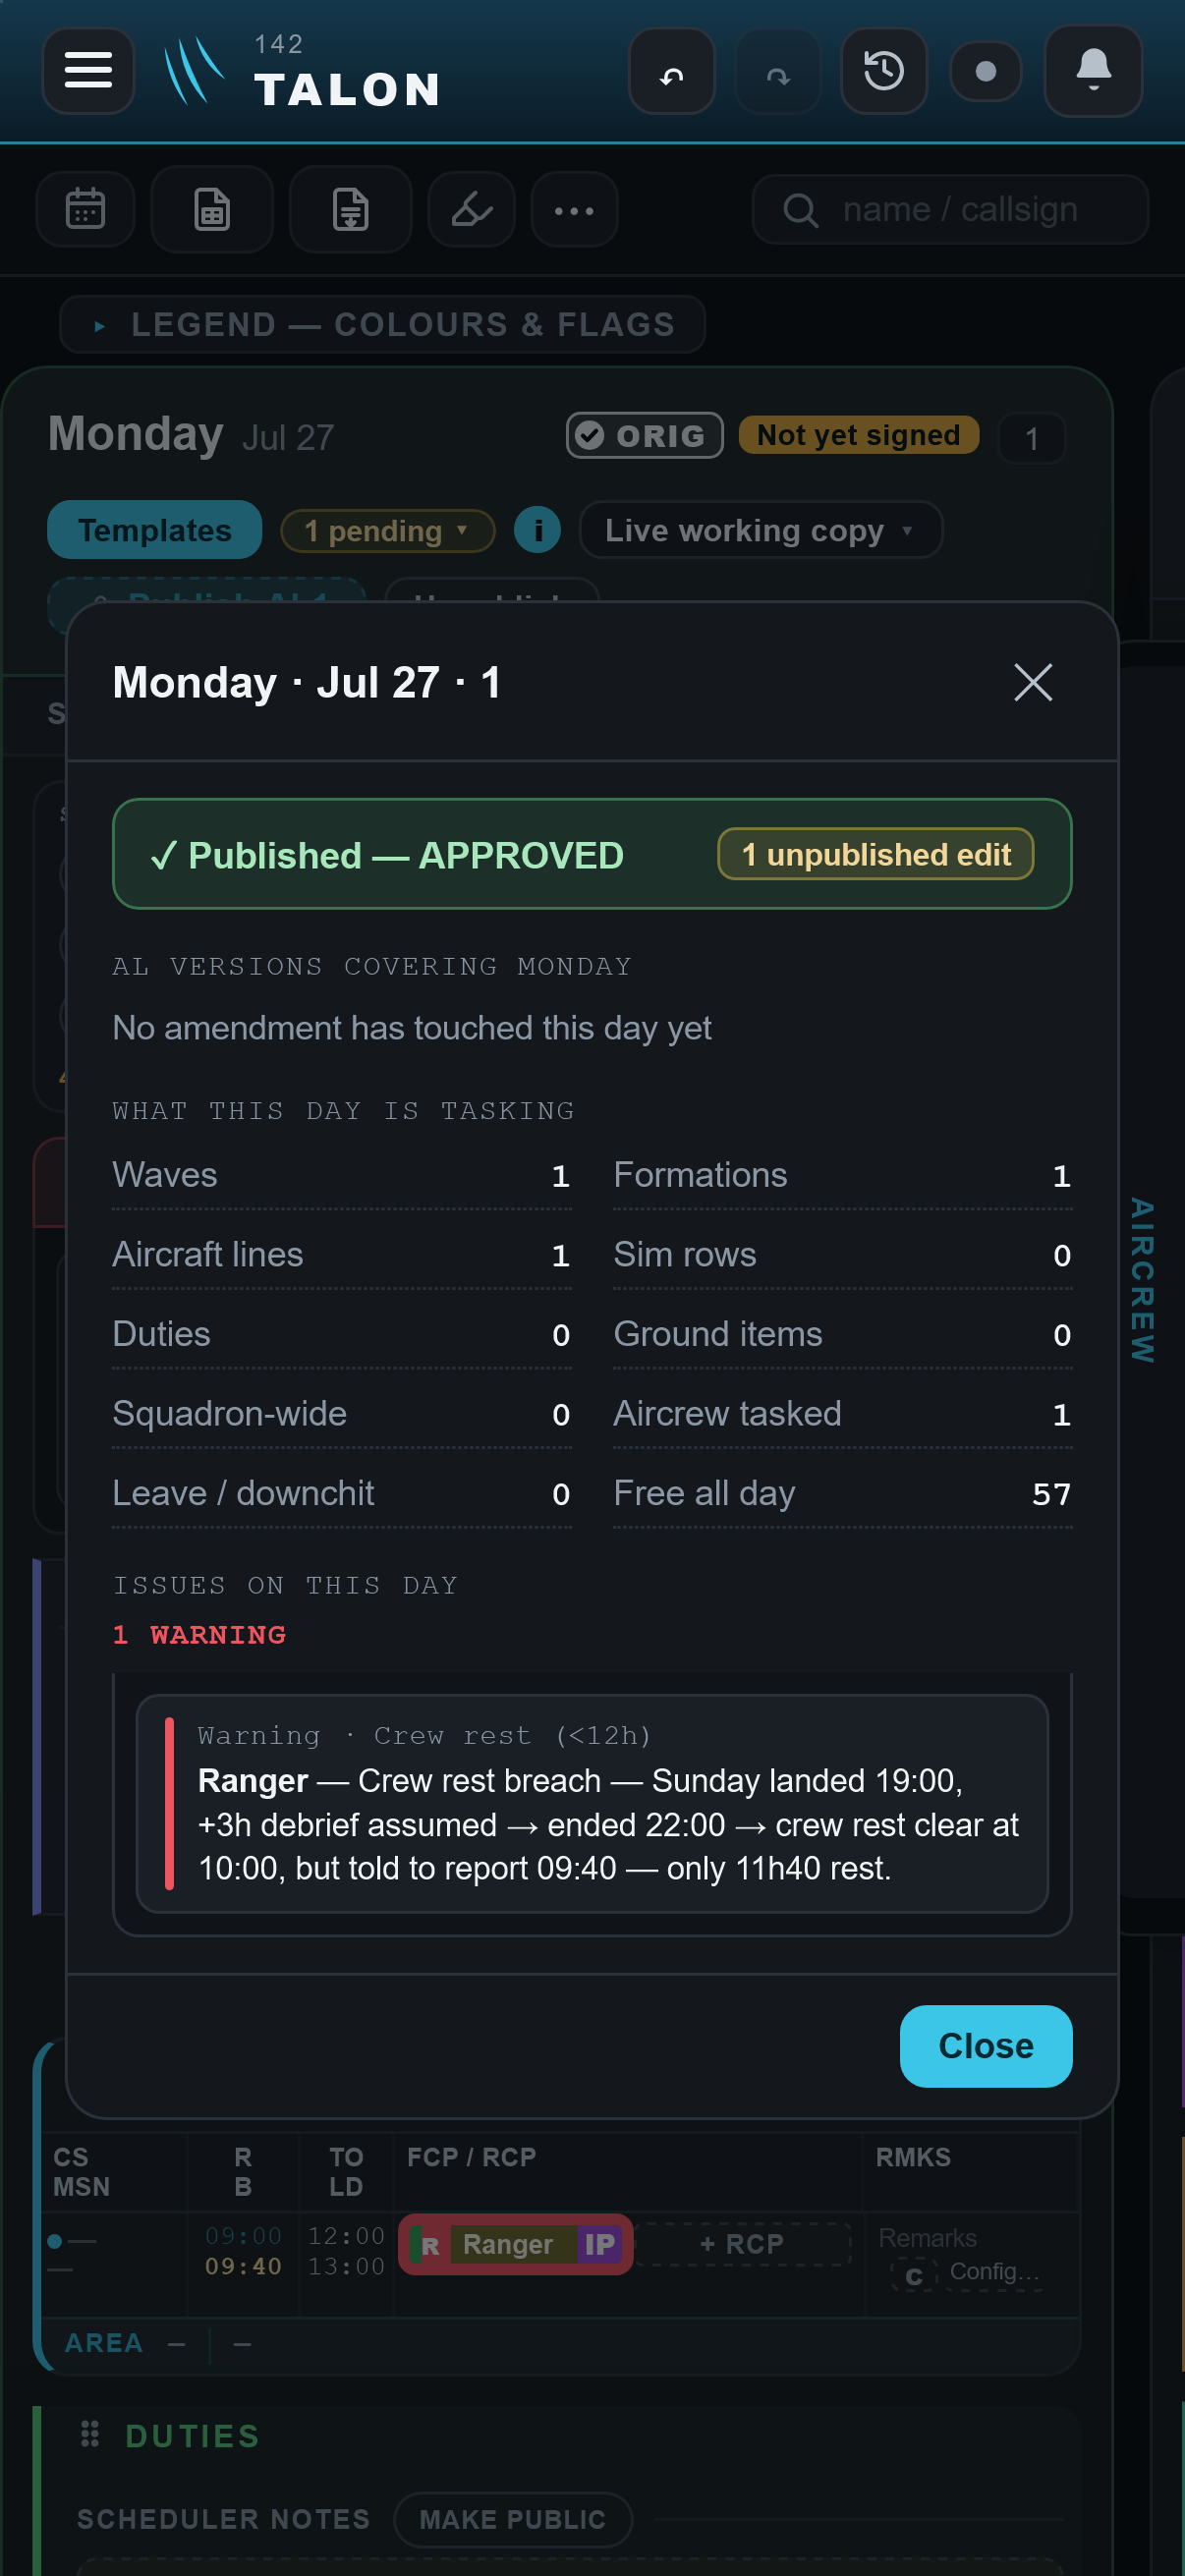 142
TALON
name / callsign
▸ LEGEND — COLOURS & FLAGS
Monday Jul 27
ORIG
Not yet signed
1
Templates
1 pending ▾
i
Live working copy ▾
Monday · Jul 27 · 1
✓ Published — APPROVED
1 unpublished edit
AL VERSIONS COVERING MONDAY
No amendment has touched this day yet
WHAT THIS DAY IS TASKING
Waves 1
Formations 1
Aircraft lines 1
Sim rows 0
Duties 0
Ground items 0
Squadron-wide 0
Aircrew tasked 1
Leave / downchit 0
Free all day 57
ISSUES ON THIS DAY
1 WARNING
Warning · Crew rest (<12h)
Ranger — Crew rest breach — Sunday landed 19:00,
+3h debrief assumed → ended 22:00 → crew rest clear at
10:00, but told to report 09:40 — only 11h40 rest.
Close
AIRCREW
CS R TO FCP / RCP RMKS
MSN B LD
— 09:00 12:00 R Ranger IP + RCP Remarks
— 09:40 13:00 C Config...
AREA — —
DUTIES
SCHEDULER NOTES MAKE PUBLIC